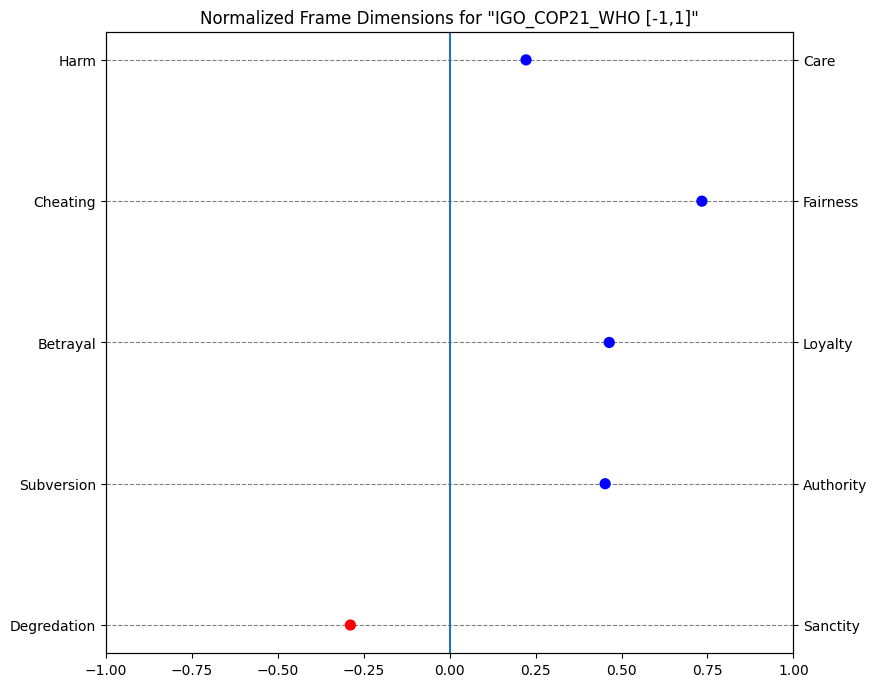 Normalized Frame Dimensions for "IGO_COP21_WHO [-1,1]"
Harm Care
Cheating Fairness
Betrayal Loyalty
Subversion Authority
Degredation Sanctity
−1.00 −0.75 −0.50 −0.25 0.00 0.25 0.50 0.75 1.00